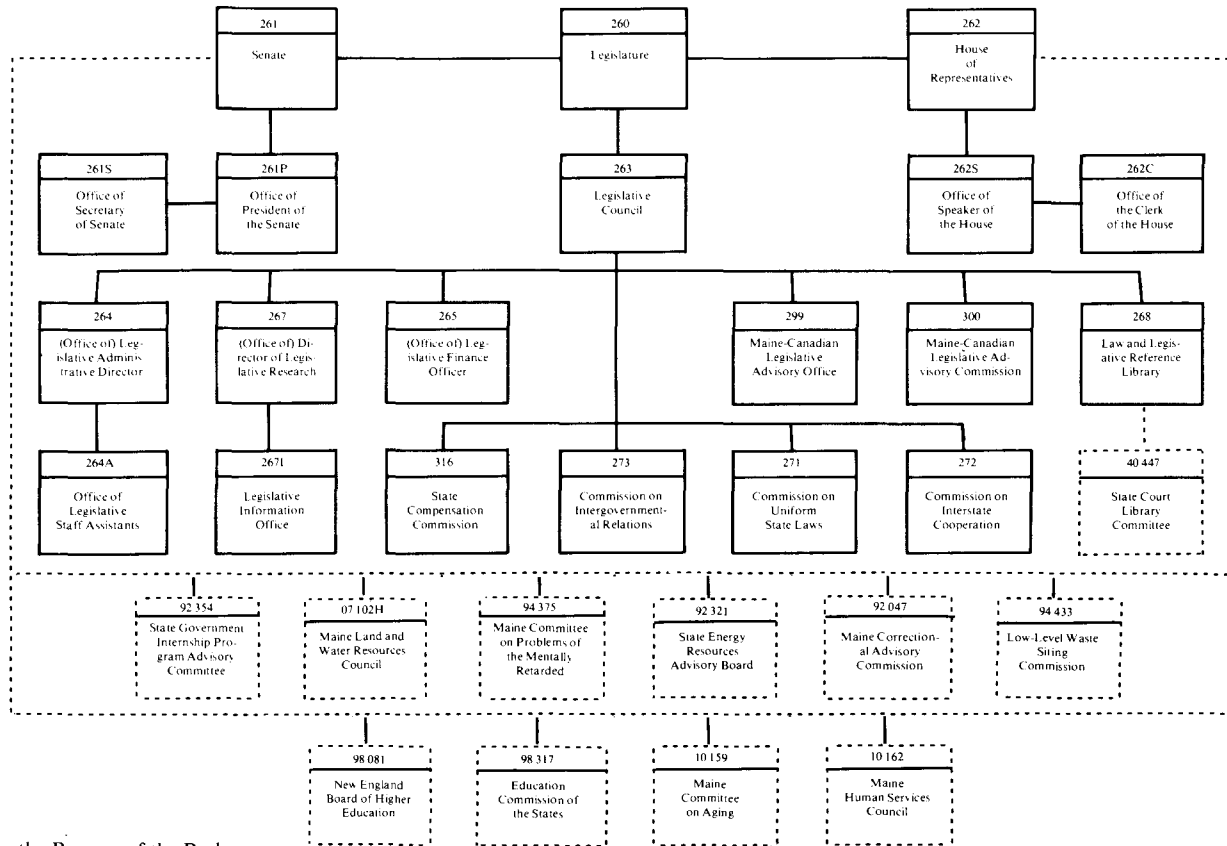 261
Senate
260
Legislature
262
House
of
Representatives
261S
Office of
Secretary
of Senate
261P
Office of
President of
the Senate
263
Legislative
Council
262S
Office of
Speaker of
the House
262C
Office of
the Clerk
of the House
264
(Office of) Leg-
islative Adminis-
trative Director
267
(Office of) Di-
rector of Legis-
lative Research
265
(Office of) Leg-
islative Finance
Officer
299
Maine-Canadian
Legislative
Advisory Office
300
Maine-Canadian
Legislative Ad-
visory Commission
268
Law and Legis-
lative Reference
Library
264A
Office of
Legislative
Staff Assistants
267I
Legislative
Information
Office
316
State
Compensation
Commission
273
Commission on
Intergovernment-
al Relations
271
Commission on
Uniform
State Laws
272
Commission on
Interstate
Cooperation
40 447
State Court
Library
Committee
92 354
State Government
Internship Pro-
gram Advisory
Committee
07 102H
Maine Land and
Water Resources
Council
94 375
Maine Committee
on Problems of
the Mentally
Retarded
92 321
State Energy
Resources
Advisory Board
92 047
Maine Correction-
al Advisory
Commission
94 433
Low-Level Waste
Siting
Commission
98 081
New England
Board of Higher
Education
98 317
Education
Commission of
the States
10 159
Maine
Committee
on Aging
10 162
Maine
Human Services
Council